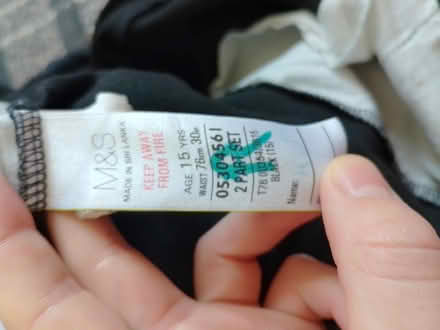 M&S
MADE IN SRI LANKA
KEEP AWAY
FROM FIRE
AGE 15 YRS
WAIST 76cm 30in
05304561
2 PART SET
BLACK (15
Name: